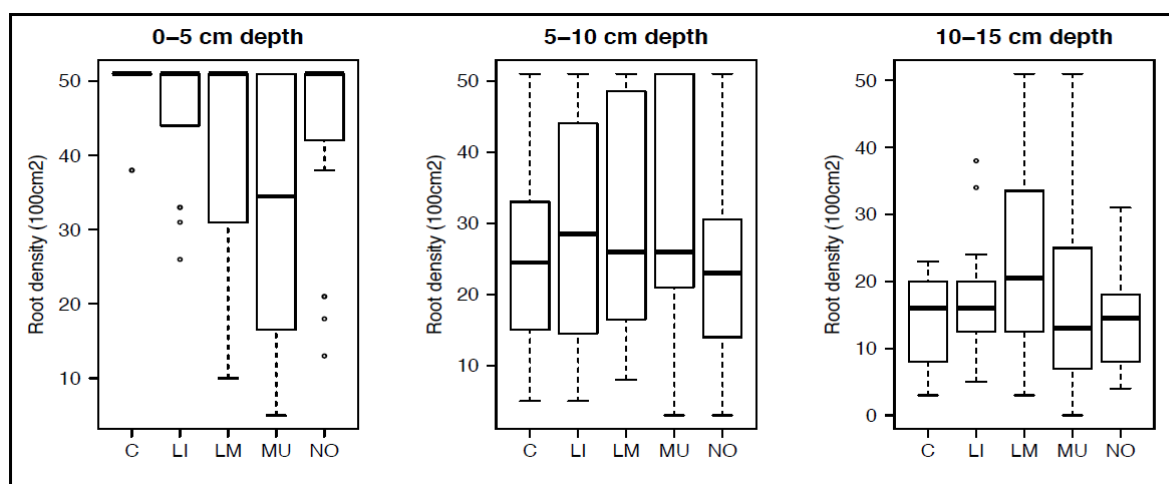 0–5 cm depth
Root density (100cm2)
50
40
30
20
10
C LI LM MU NO
5–10 cm depth
Root density (100cm2)
50
40
30
20
10
C LI LM MU NO
10–15 cm depth
Root density (100cm2)
50
40
30
20
10
0
C LI LM MU NO